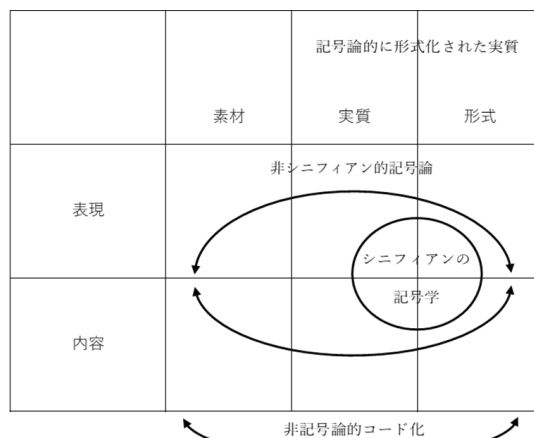 記号論的に形式化された実質
素材
実質
形式
非シニフィアン的記号論
表現
シニフィアンの
記号学
内容
非記号論的コード化